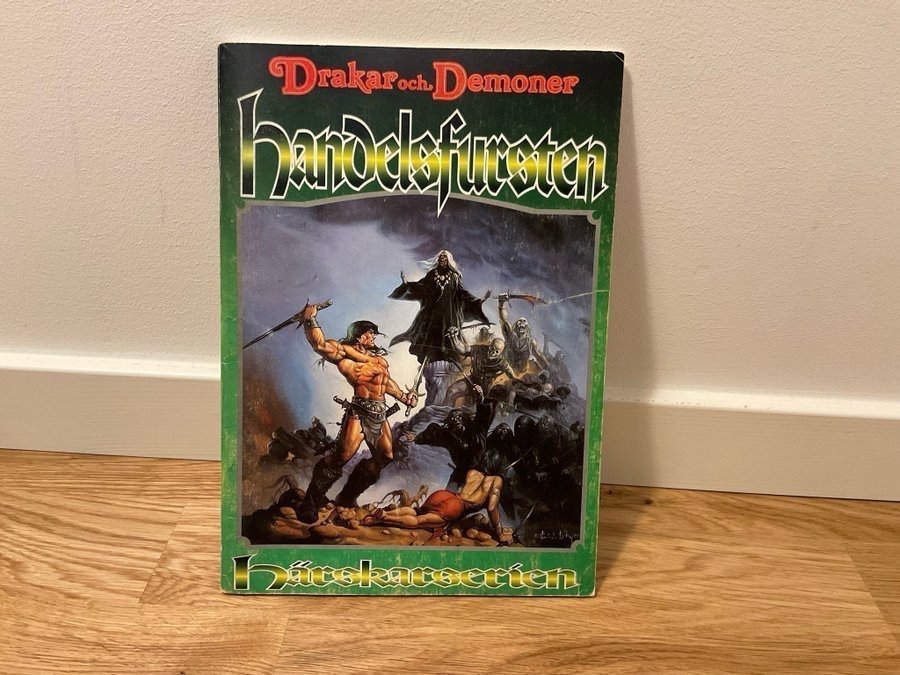 Drakar och Demoner
handelsfursten
härskarserien